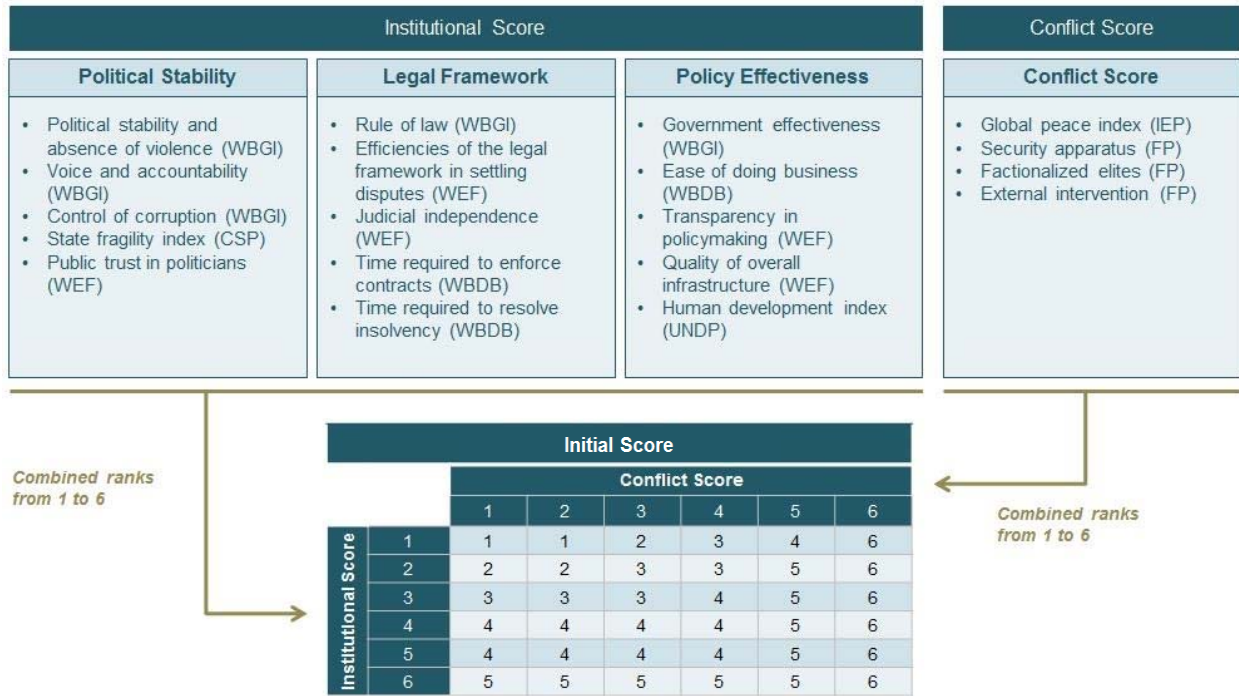 Institutional Score
Conflict Score
Political Stability
• Political stability and
absence of violence (WBGI)
• Voice and accountability
(WBGI)
• Control of corruption (WBGI)
• State fragility index (CSP)
• Public trust in politicians
(WEF)
Legal Framework
• Rule of law (WBGI)
• Efficiencies of the legal
framework in settling
disputes (WEF)
• Judicial independence
(WEF)
• Time required to enforce
contracts (WBDB)
• Time required to resolve
insolvency (WBDB)
Policy Effectiveness
• Government effectiveness
(WBGI)
• Ease of doing business
(WBDB)
• Transparency in
policymaking (WEF)
• Quality of overall
infrastructure (WEF)
• Human development index
(UNDP)
Conflict Score
• Global peace index (IEP)
• Security apparatus (FP)
• Factionalized elites (FP)
• External intervention (FP)
Combined ranks
from 1 to 6
Initial Score
Conflict Score
1 2 3 4 5 6
Institutional Score
1 1 1 2 3 4 6
2 2 2 3 3 5 6
3 3 3 3 4 5 6
4 4 4 4 4 5 6
5 4 4 4 4 5 6
6 5 5 5 5 5 6
Combined ranks
from 1 to 6